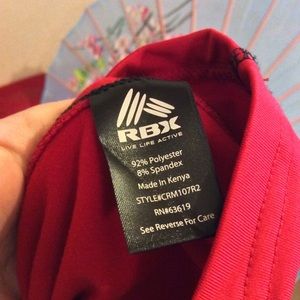 RBX
LIVE LIFE ACTIVE
92% Polyester
8% Spandex
Made in Kenya
STYLE#CRM107R2
RN#63619
See Reverse For Care